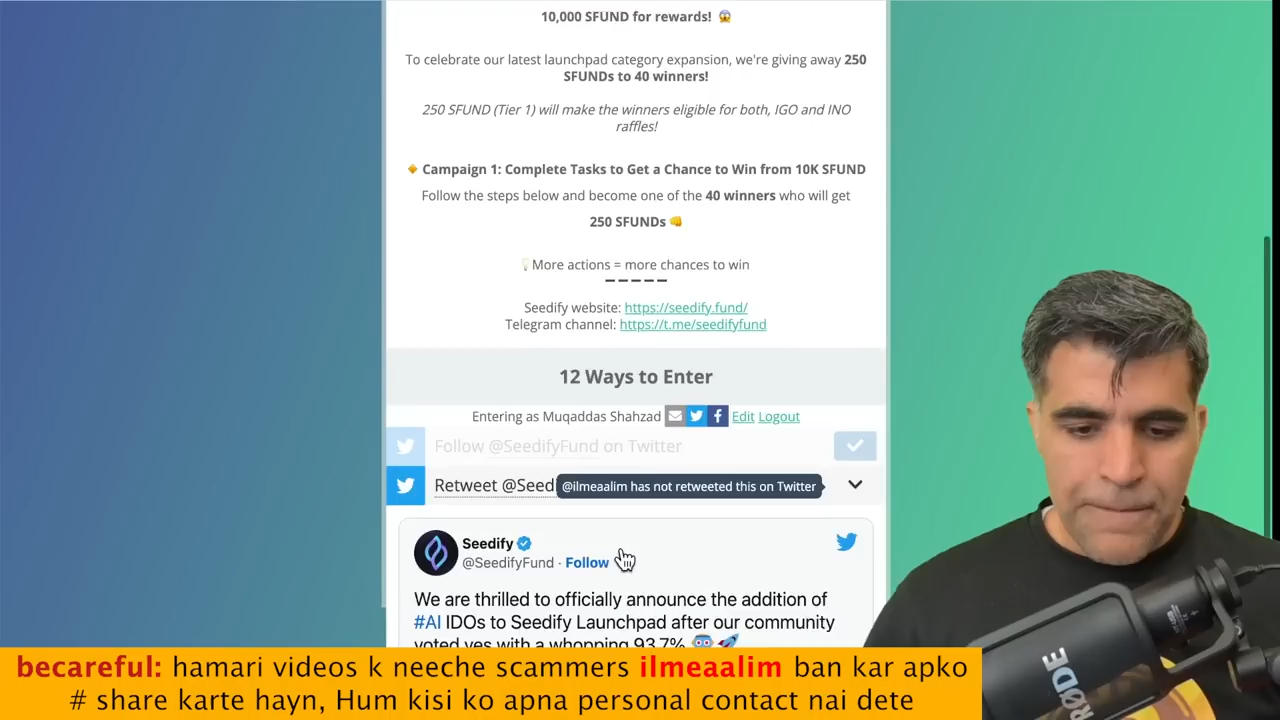 10,000 SFUND for rewards! 😱
To celebrate our latest launchpad category expansion, we're giving away 250
SFUNDs to 40 winners!
250 SFUND (Tier 1) will make the winners eligible for both, IGO and INO
raffles!
🔸 Campaign 1: Complete Tasks to Get a Chance to Win from 10K SFUND
Follow the steps below and become one of the 40 winners who will get
250 SFUNDs 👊
💡More actions = more chances to win
➖➖➖➖➖
Seedify website: https://seedify.fund/
Telegram channel: https://t.me/seedifyfund
12 Ways to Enter
Entering as Muqaddas Shahzad Edit Logout
Follow @SeedifyFund on Twitter
Retweet @Seed
@ilmeaalim has not retweeted this on Twitter
Seedify
@SeedifyFund · Follow
We are thrilled to officially announce the addition of
#AI IDOs to Seedify Launchpad after our community
voted yes with a whopping 93.7% 🤖🚀
becareful: hamari videos k neeche scammers ilmeaalim ban kar apko
# share karte hayn, Hum kisi ko apna personal contact nai dete
RØDE